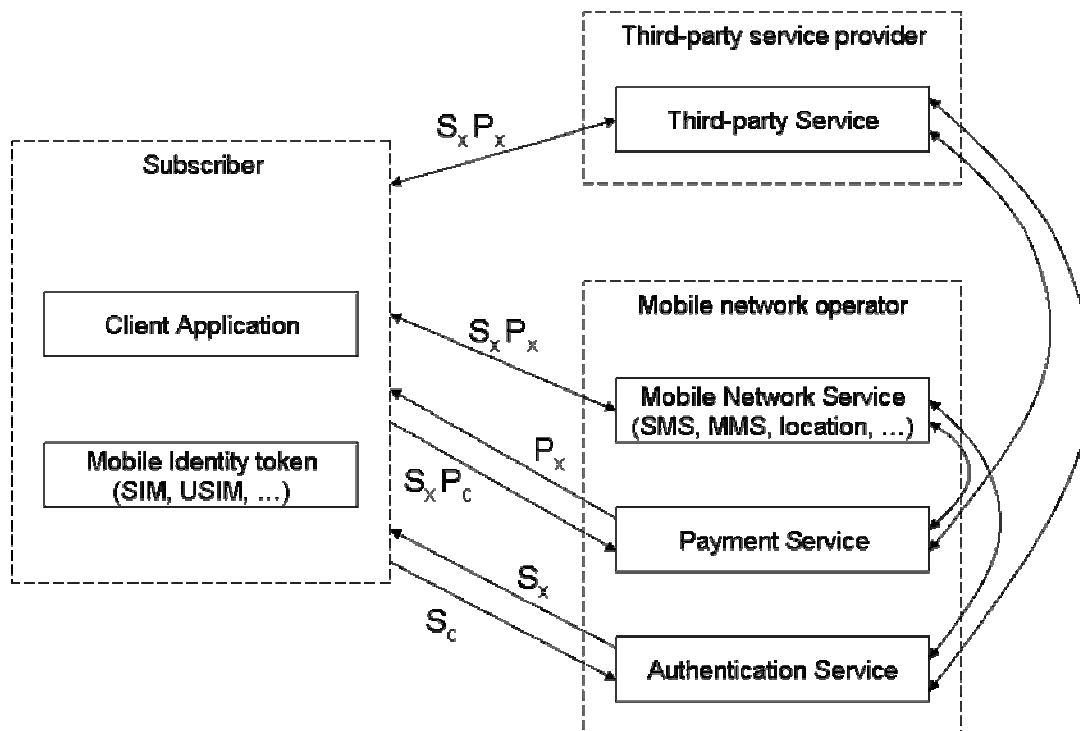 Third-party service provider
Third-party Service
SxPx
Subscriber
Client Application
Mobile Identity token
(SIM, USIM, ...)
Mobile network operator
SxPx
Mobile Network Service
(SMS, MMS, location, ...)
Px
SxPc
Payment Service
Sx
Sc
Authentication Service